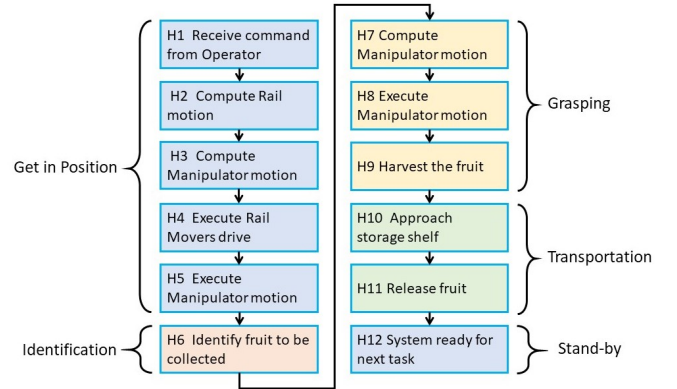 H1 Receive command
from Operator
H2 Compute Rail
motion
H3 Compute
Manipulator motion
H4 Execute Rail
Movers drive
H5 Execute
Manipulator motion
H6 Identify fruit to be
collected
Get in Position
Identification
H7 Compute
Manipulator motion
H8 Execute
Manipulator motion
H9 Harvest the fruit
H10 Approach
storage shelf
H11 Release fruit
H12 System ready for
next task
Grasping
Transportation
Stand-by